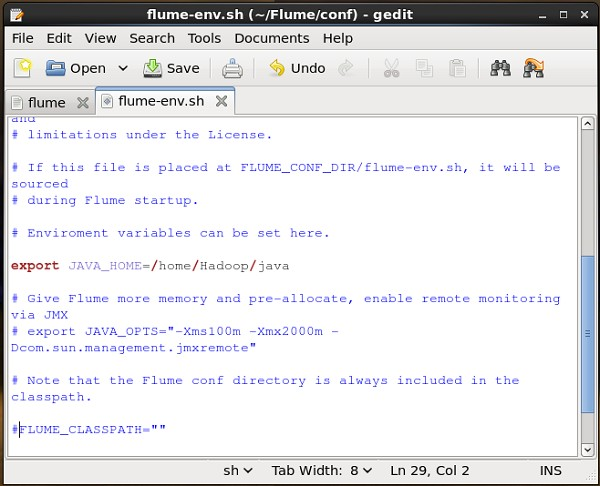 flume-env.sh (~/Flume/conf) - gedit
File Edit View Search Tools Documents Help
Open Save Undo
flume flume-env.sh
and
# limitations under the License.
# If this file is placed at FLUME_CONF_DIR/flume-env.sh, it will be
sourced
# during Flume startup.
# Enviroment variables can be set here.
export JAVA_HOME=/home/Hadoop/java
# Give Flume more memory and pre-allocate, enable remote monitoring
via JMX
# export JAVA_OPTS="-Xms100m -Xmx2000m -
Dcom.sun.management.jmxremote"
# Note that the Flume conf directory is always included in the
classpath.
#FLUME_CLASSPATH=""
sh Tab Width: 8 Ln 29, Col 2 INS